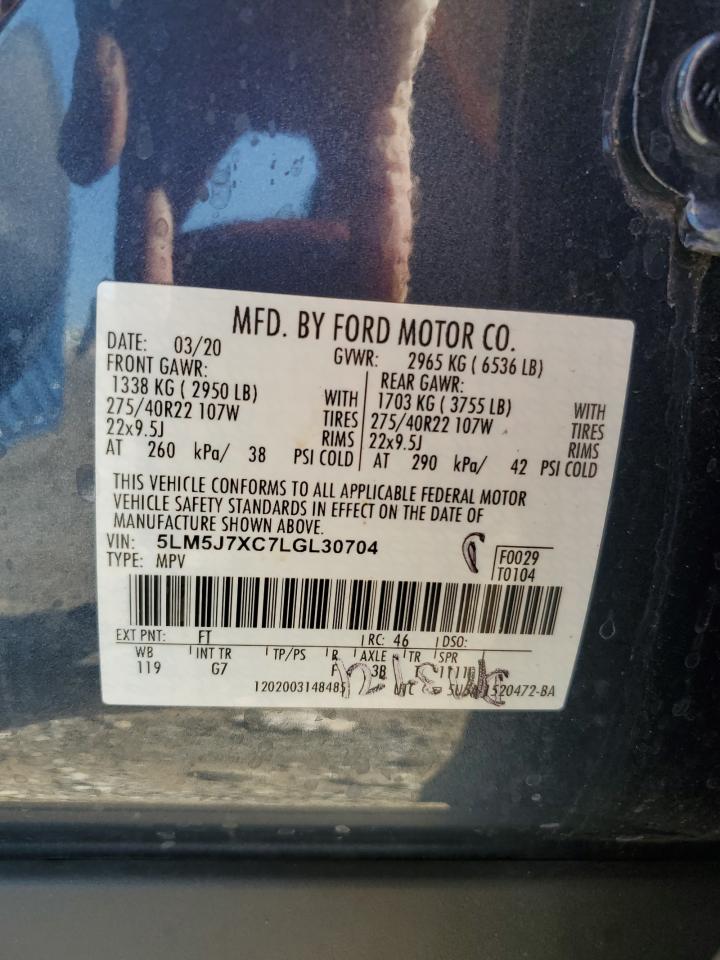 MFD. BY FORD MOTOR CO.
DATE: 03/20 GVWR: 2965 KG ( 6536 LB)
FRONT GAWR: REAR GAWR:
1338 KG ( 2950 LB) WITH 1703 KG ( 3755 LB) WITH
275/40R22 107W TIRES 275/40R22 107W TIRES
22x9.5J RIMS 22x9.5J RIMS
AT 260 kPa/ 38 PSI COLD AT 290 kPa/ 42 PSI COLD
THIS VEHICLE CONFORMS TO ALL APPLICABLE FEDERAL MOTOR
VEHICLE SAFETY STANDARDS IN EFFECT ON THE DATE OF
MANUFACTURE SHOWN ABOVE.
VIN: 5LM5J7XC7LGL30704
TYPE: MPV
F0029
T0104
EXT PNT: FT RC: 46 DSO:
WB INT TR TP/PS R AXLE TR SPR
119 G7 F 3B
1202003148485 1520472-BA